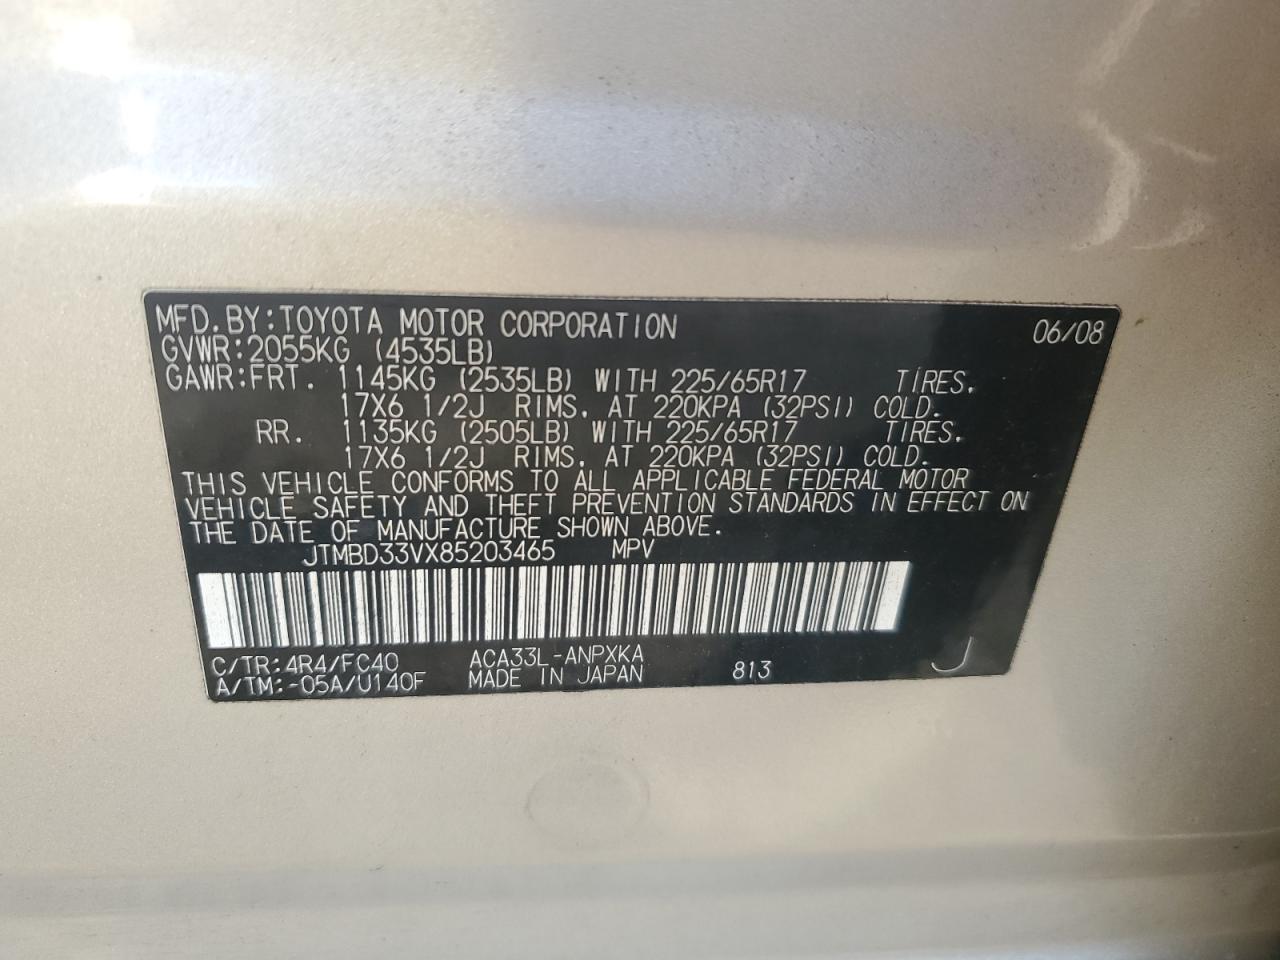 MFD.BY:TOYOTA MOTOR CORPORATION 06/08
GVWR:2055KG (4535LB)
GAWR:FRT. 1145KG (2535LB) WITH 225/65R17 TIRES.
17X6 1/2J RIMS. AT 220KPA (32PSI) COLD.
RR. 1135KG (2505LB) WITH 225/65R17 TIRES.
17X6 1/2J RIMS. AT 220KPA (32PSI) COLD.
THIS VEHICLE CONFORMS TO ALL APPLICABLE FEDERAL MOTOR
VEHICLE SAFETY AND THEFT PREVENTION STANDARDS IN EFFECT ON
THE DATE OF MANUFACTURE SHOWN ABOVE.
JTMBD33VX85203465 MPV
C/TR:4R4/FC40 ACA33L-ANPXKA
A/TM:-05A/U140F MADE IN JAPAN 813 J